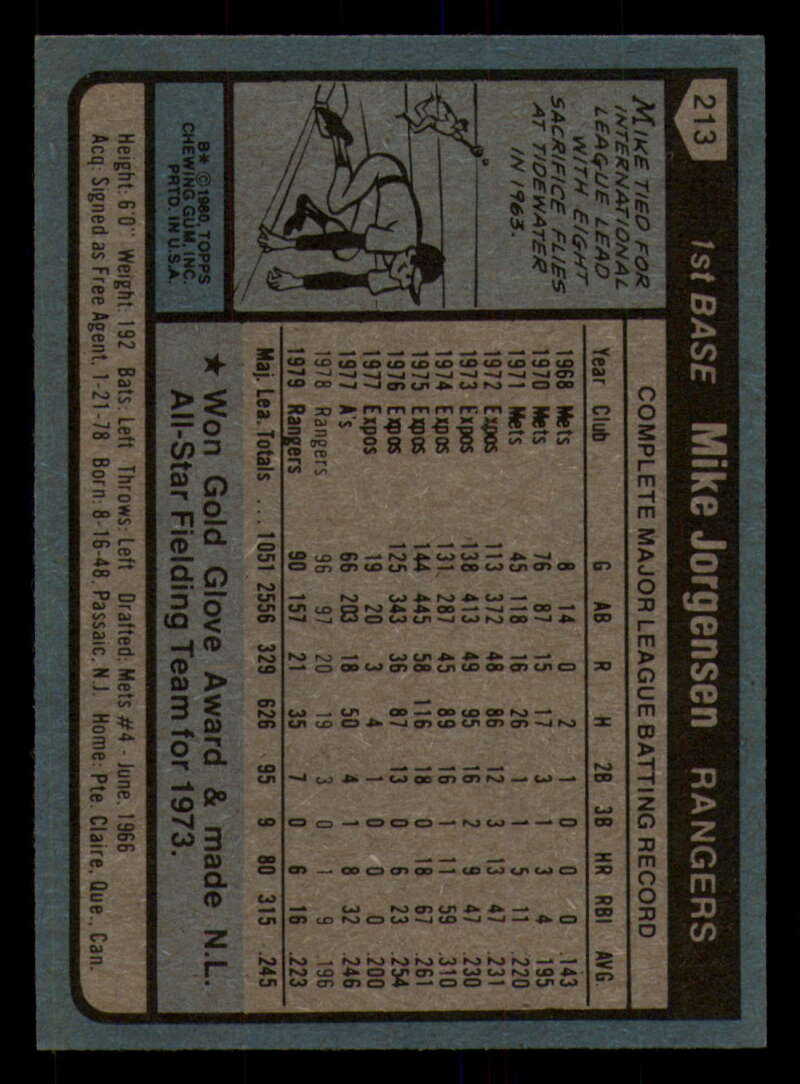 213 1st BASE Mike Jorgensen RANGERS
MIKE TIED FOR
INTERNATIONAL
LEAGUE LEAD
WITH EIGHT
SACRIFICE FLIES
AT TIDEWATER
IN 1963.
B* ©1980 TOPPS
CHEWING GUM, INC.
PRTD. IN U.S.A.
COMPLETE MAJOR LEAGUE BATTING RECORD
Year Club G AB R H 2B 3B HR RBI AVG.
1968 Mets 8 14 0 2 1 0 0 0 .143
1970 Mets 76 87 15 17 3 1 3 4 .195
1971 Mets 45 118 16 26 1 1 5 11 .220
1972 Expos 113 372 48 86 12 3 13 47 .231
1973 Expos 138 413 49 95 16 2 9 47 .230
1974 Expos 131 287 45 89 16 1 11 59 .310
1975 Expos 144 445 58 116 18 0 18 67 .261
1976 Expos 125 343 36 87 13 0 6 23 .254
1977 Expos 19 20 3 4 1 0 0 0 .200
1977 A's 66 203 18 50 4 1 8 32 .246
1978 Rangers 96 97 20 19 3 0 1 9 .196
1979 Rangers 90 157 21 35 7 0 6 16 .223
Maj. Lea. Totals ... 1051 2556 329 626 95 9 80 315 .245
★ Won Gold Glove Award & made N.L.
All-Star Fielding Team for 1973.
Height: 6'0" Weight: 192 Bats: Left Throws: Left Drafted: Mets #4 - June, 1966
Acq: Signed as Free Agent, 1-21-78 Born: 8-16-48, Passaic, N.J. Home: Pte. Claire, Que., Can.